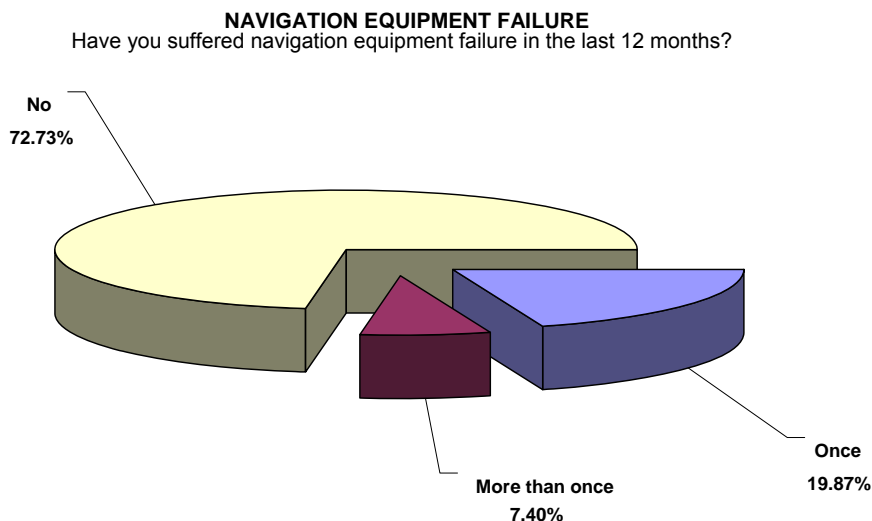 NAVIGATION EQUIPMENT FAILURE
Have you suffered navigation equipment failure in the last 12 months?
No
72.73%
Once
19.87%
More than once
7.40%